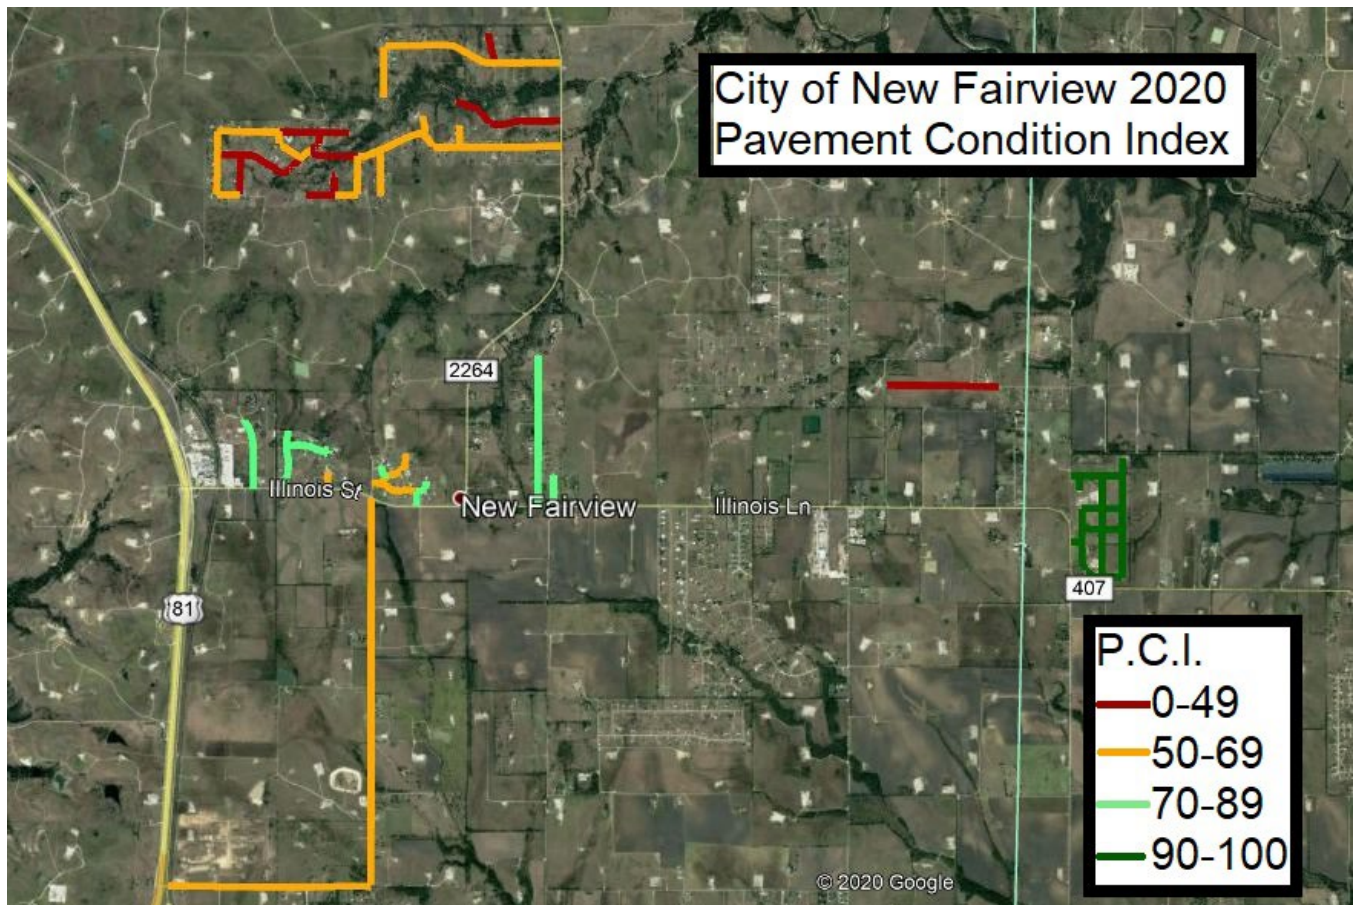 City of New Fairview 2020
Pavement Condition Index
2264
Illinois St
New Fairview
Illinois Ln
407
81
P.C.I.
0-49
50-69
70-89
90-100
© 2020 Google